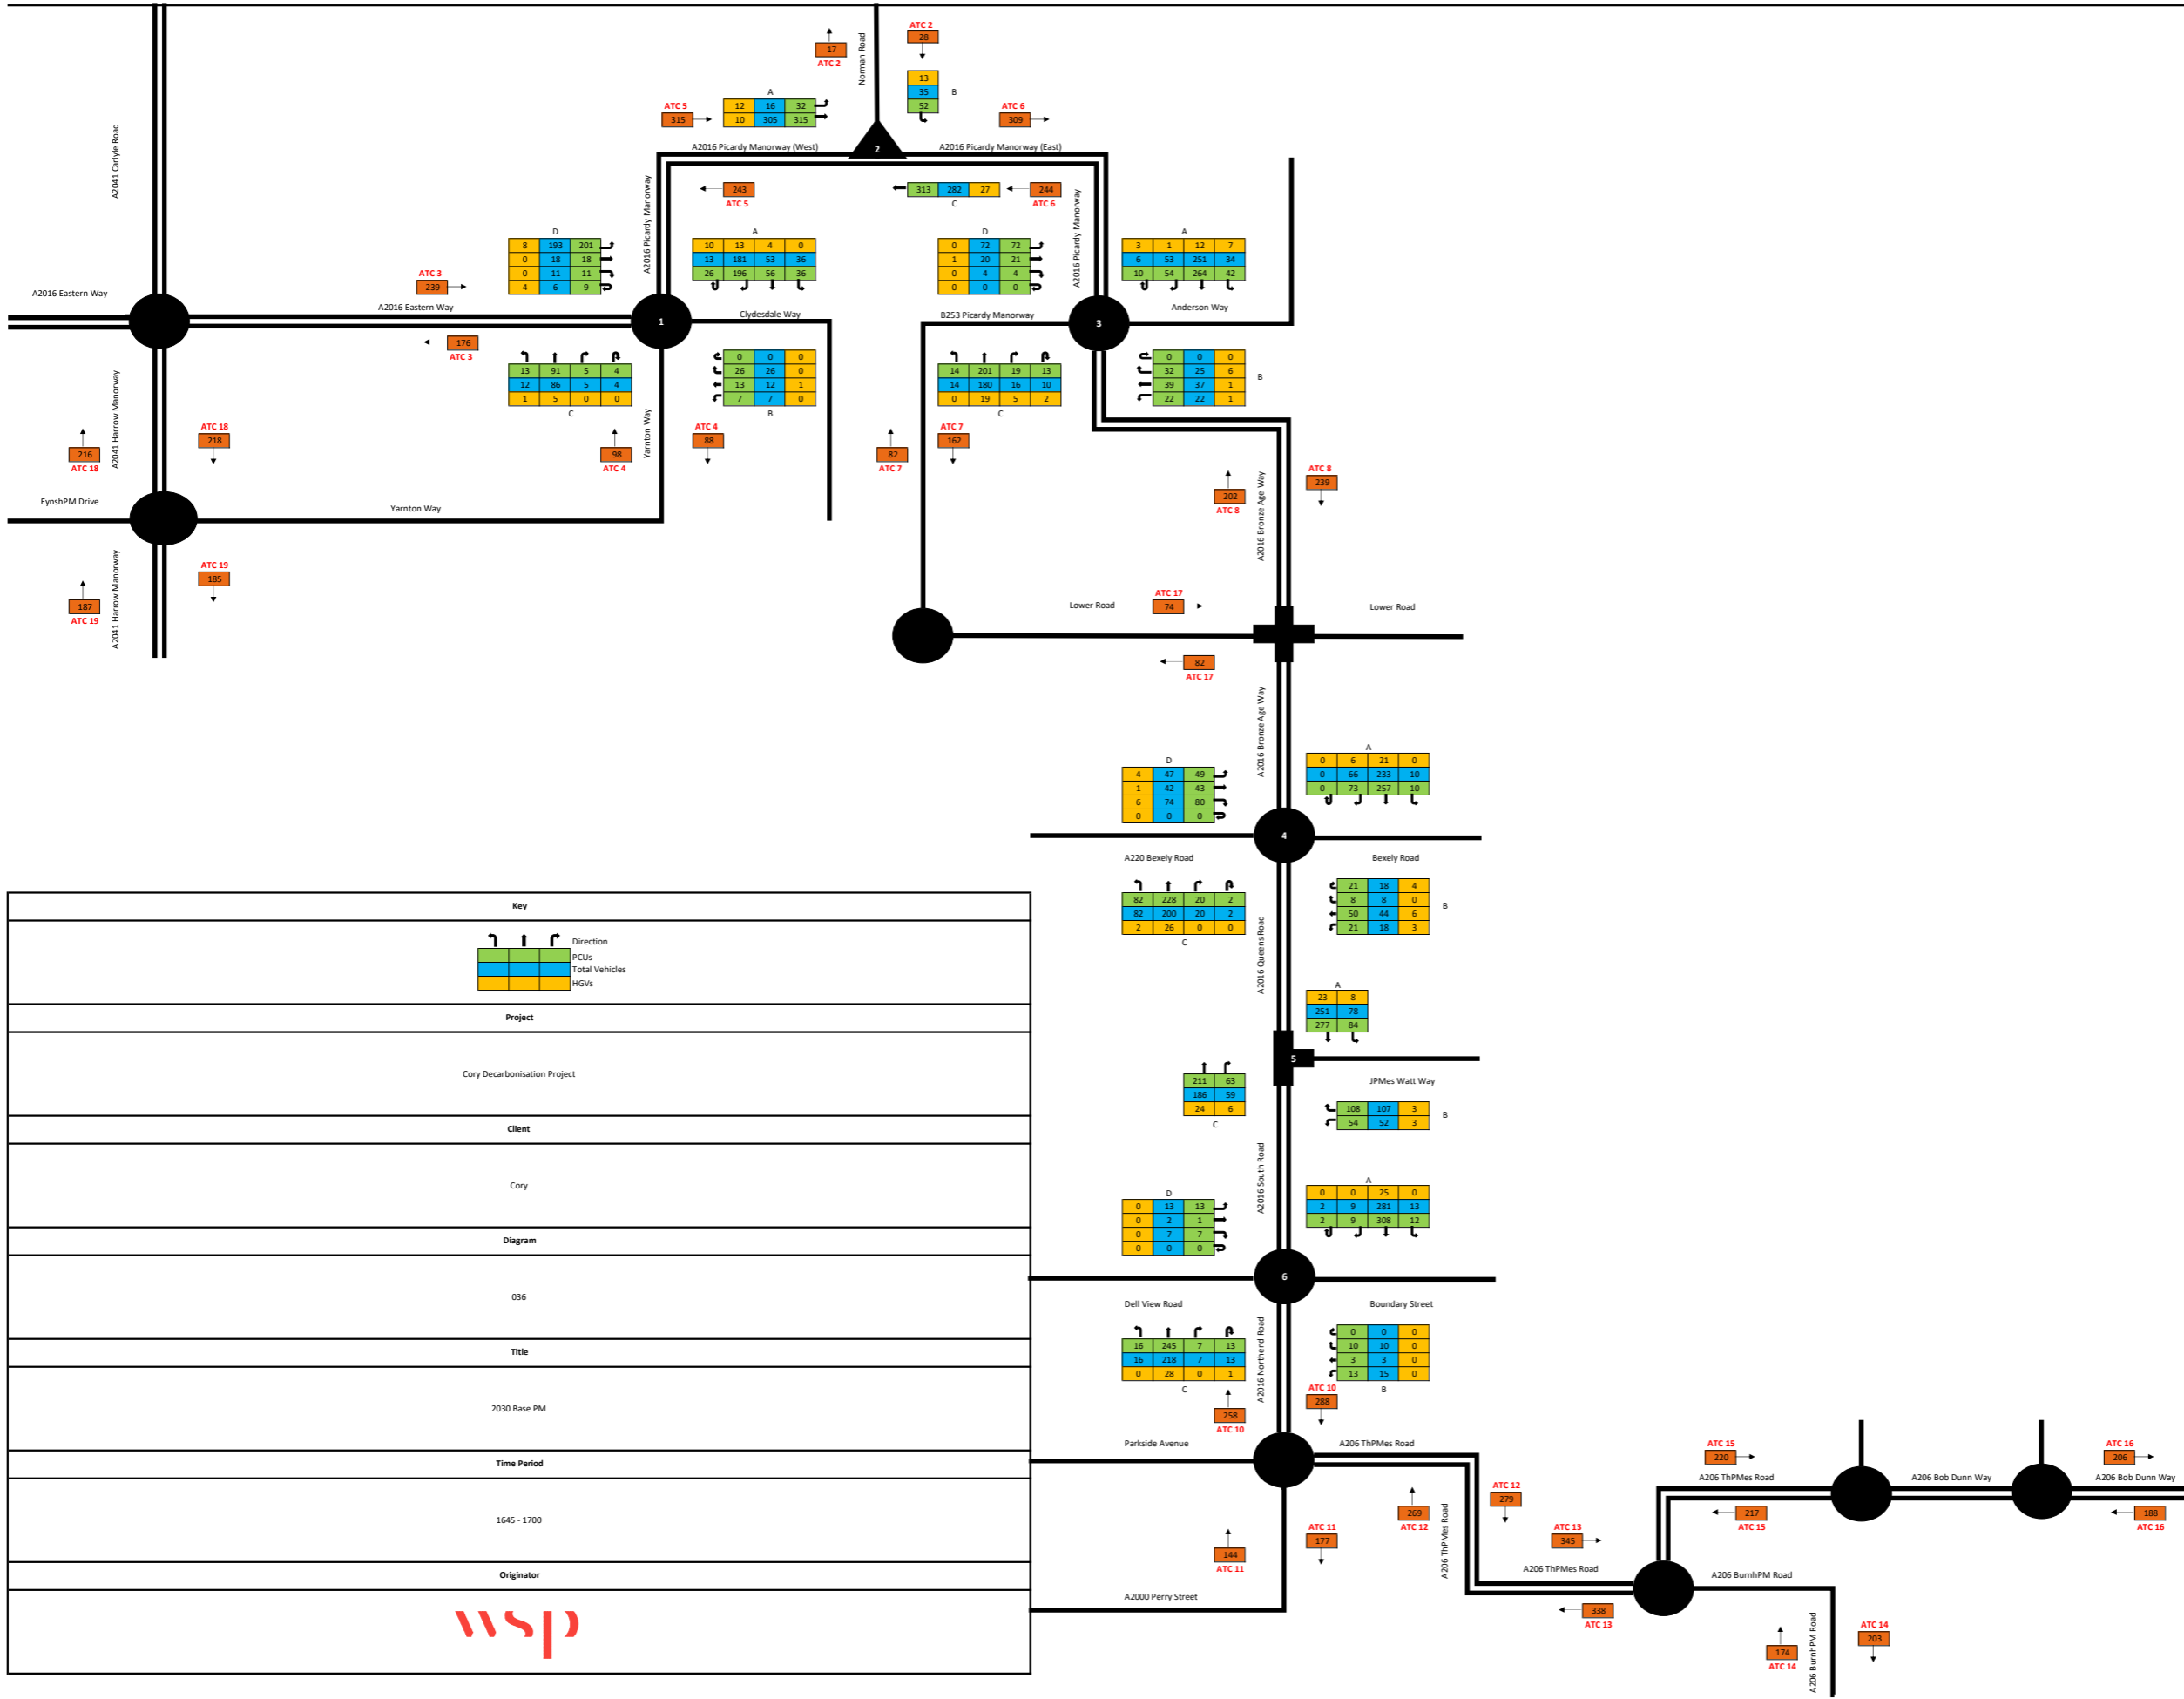 ATC 2
28
17
ATC 2
Norman Road
13
35
52
B
A
12 16 32
10 305 315
ATC 5
315
ATC 6
309
A2016 Picardy Manorway (West)
2
A2016 Picardy Manorway (East)
A2041 Carlyle Road
243
ATC 5
313 282 27
C
244
ATC 6
A2016 Picardy Manorway
A2016 Picardy Manorway
D
8 193 201
0 18 18
0 11 11
4 6 9
A
10 13 4 0
13 181 53 36
26 196 56 36
D
0 72 72
1 20 21
0 4 4
0 0 0
A
3 1 12 7
6 53 251 34
10 54 264 42
ATC 3
239
A2016 Eastern Way
A2016 Eastern Way
1
Clydesdale Way
B253 Picardy Manorway
3
Anderson Way
176
ATC 3
13 91 5 4
12 86 5 4
1 5 0 0
C
0 0 0
26 26 0
13 12 1
7 7 0
B
14 201 19 13
14 180 16 10
0 19 5 2
C
0 0 0
32 25 6
39 37 1
22 22 1
B
A2041 Harrow Manorway
216
ATC 18
ATC 18
218
98
ATC 4
Yarnton Way
ATC 4
88
82
ATC 7
ATC 7
162
202
ATC 8
A2016 Bronze Age Way
ATC 8
239
EynshPM Drive
Yarnton Way
187
ATC 19
A2041 Harrow Manorway
ATC 19
185
Lower Road
ATC 17
74
Lower Road
82
ATC 17
A2016 Bronze Age Way
D
4 47 49
1 42 43
6 74 80
0 0 0
A
0 6 21 0
0 66 233 10
0 73 257 10
4
A220 Bexely Road
Bexely Road
82 228 20 2
82 200 20 2
2 26 0 0
C
A2016 Queens Road
21 18 4
8 8 0
50 44 6
21 18 3
B
A
23 8
251 78
277 84
5
JPMes Watt Way
211 63
186 59
24 6
C
108 107 3
54 52 3
B
A2016 South Road
D
0 13 13
0 2 1
0 7 7
0 0 0
A
0 0 25 0
2 9 281 13
2 9 308 12
6
Dell View Road
Boundary Street
16 245 7 13
16 218 7 13
0 28 0 1
C
A2016 Northend Road
0 0 0
10 10 0
3 3 0
13 15 0
B
258
ATC 10
ATC 10
288
Parkside Avenue
A206 ThPMes Road
144
ATC 11
ATC 11
177
A2000 Perry Street
269
ATC 12
A206 ThPMes Road
ATC 12
279
ATC 13
345
A206 ThPMes Road
338
ATC 13
ATC 15
220
A206 ThPMes Road
217
ATC 15
A206 Bob Dunn Way
ATC 16
206
A206 Bob Dunn Way
188
ATC 16
A206 BurnhPM Road
174
ATC 14
A206 BurnhPM Road
ATC 14
203
Key
Direction
PCUs
Total Vehicles
HGVs
Project
Cory Decarbonisation Project
Client
Cory
Diagram
036
Title
2030 Base PM
Time Period
1645 - 1700
Originator
wsp